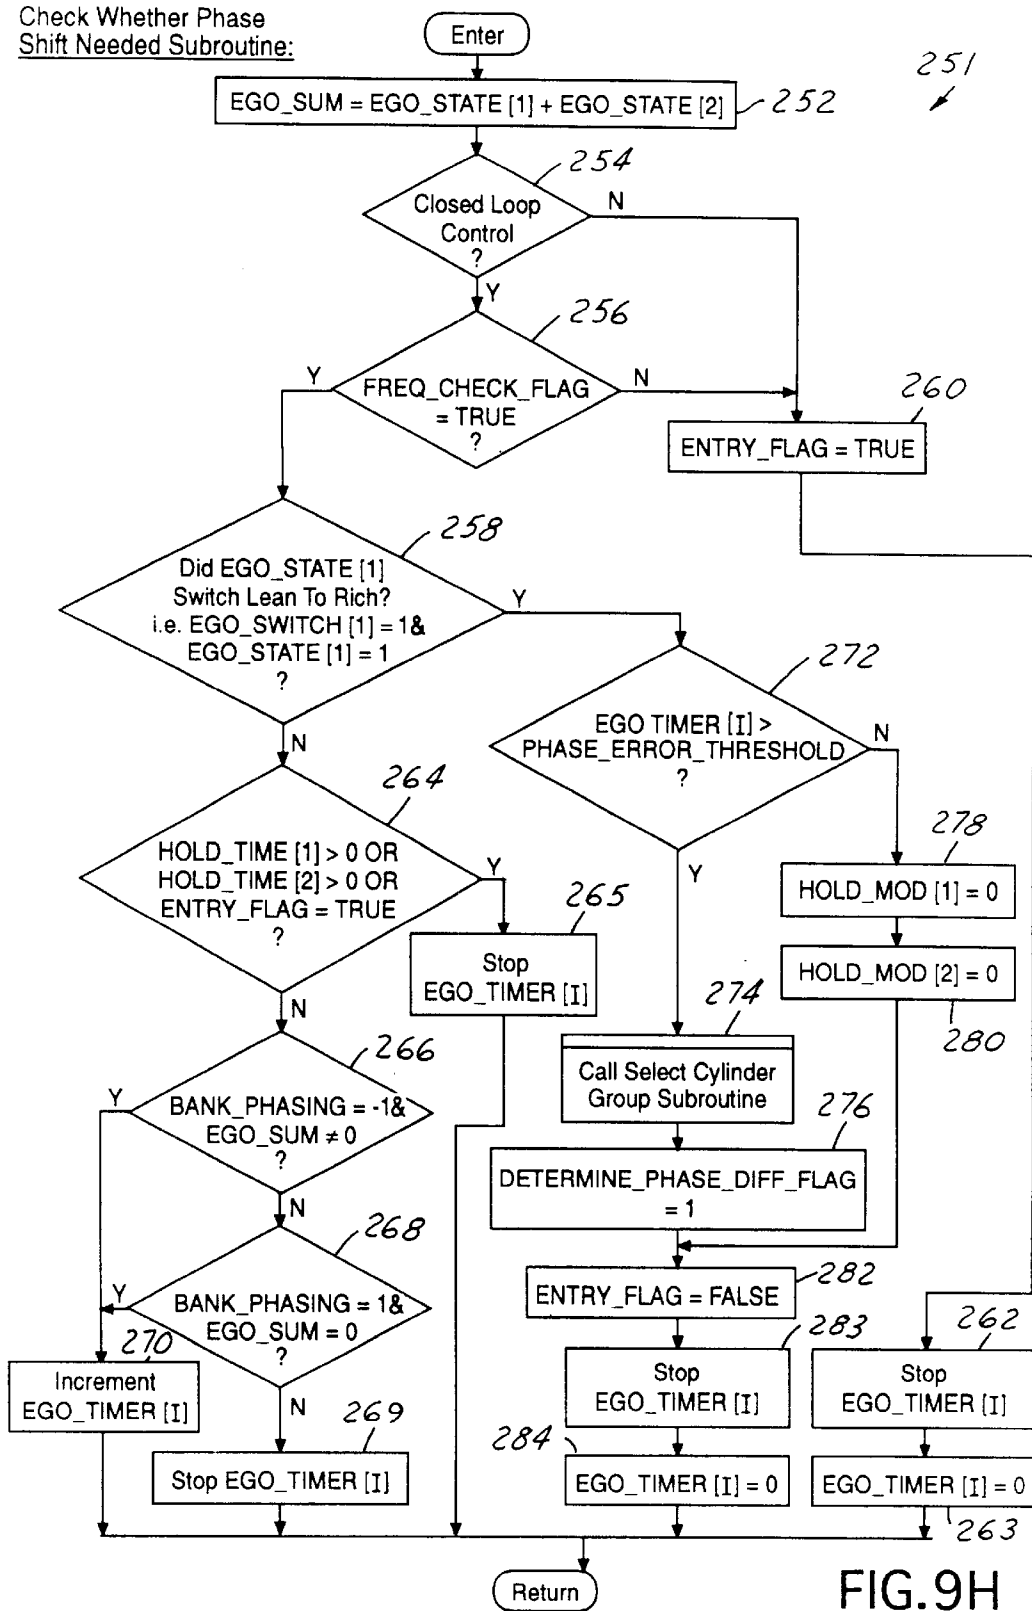 Check Whether Phase
Shift Needed Subroutine:
Enter
251
EGO_SUM = EGO_STATE [1] + EGO_STATE [2]
252
254
Closed Loop
Control
?
N
Y
256
FREQ_CHECK_FLAG
= TRUE
?
Y
N
260
ENTRY_FLAG = TRUE
258
Did EGO_STATE [1]
Switch Lean To Rich?
i.e. EGO_SWITCH [1] = 1&
EGO_STATE [1] = 1
?
Y
N
272
EGO TIMER [I] >
PHASE_ERROR_THRESHOLD
?
N
Y
264
HOLD_TIME [1] > 0 OR
HOLD_TIME [2] > 0 OR
ENTRY_FLAG = TRUE
?
Y
N
278
HOLD_MOD [1] = 0
265
Stop
EGO_TIMER [I]
HOLD_MOD [2] = 0
280
274
Call Select Cylinder
Group Subroutine
266
BANK_PHASING = -1&
EGO_SUM ≠ 0
?
Y
N
276
DETERMINE_PHASE_DIFF_FLAG
= 1
268
BANK_PHASING = 1&
EGO_SUM = 0
?
Y
N
282
ENTRY_FLAG = FALSE
270
Increment
EGO_TIMER [I]
283
Stop
EGO_TIMER [I]
262
Stop
EGO_TIMER [I]
269
Stop EGO_TIMER [I]
284
EGO_TIMER [I] = 0
EGO_TIMER [I] = 0
263
Return
FIG.9H